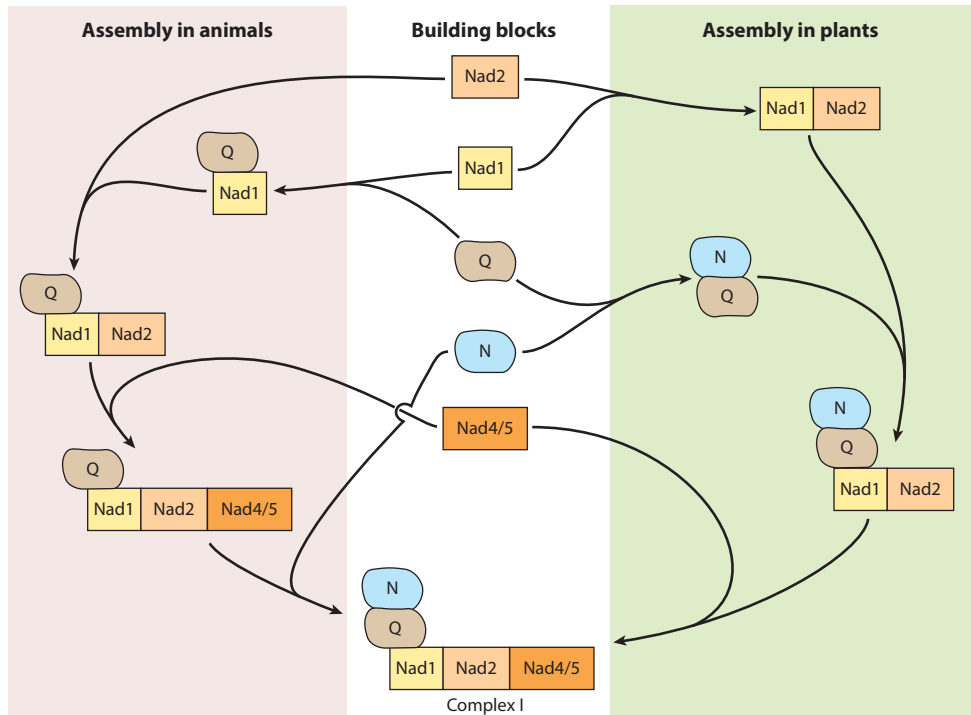 Assembly in animals
Building blocks
Assembly in plants
Nad2
Nad1 Nad2
Q
Nad1
Nad1
Q
N
Q
Q
Nad1 Nad2
N
Nad4/5
N
Q
Nad1 Nad2
Q
Nad1 Nad2 Nad4/5
N
Q
Nad1 Nad2 Nad4/5
Complex I